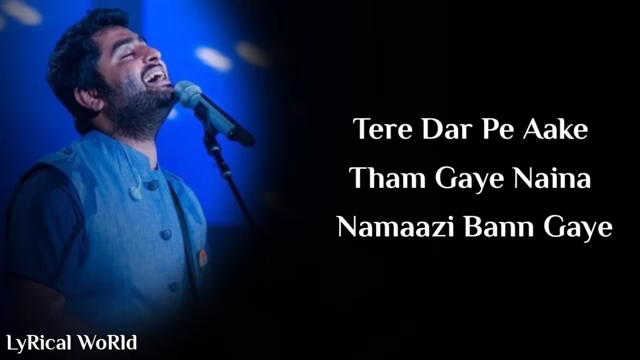 Tere Dar Pe Aake
Tham Gaye Naina
Namaazi Bann Gaye
LyRical WoRld